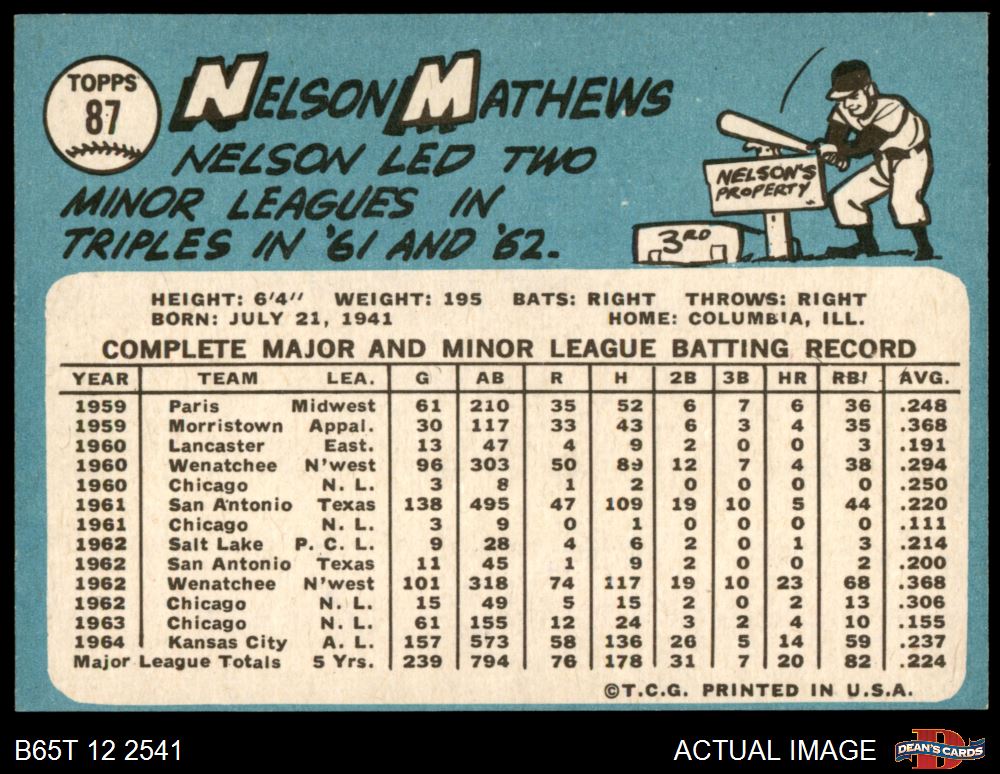 TOPPS
87
NELSON MATHEWS
NELSON LED TWO
MINOR LEAGUES IN
TRIPLES IN '61 AND '62.
NELSON'S
PROPERTY
3RD
HEIGHT: 6'4" WEIGHT: 195 BATS: RIGHT THROWS: RIGHT
BORN: JULY 21, 1941 HOME: COLUMBIA, ILL.
COMPLETE MAJOR AND MINOR LEAGUE BATTING RECORD
YEAR TEAM LEA. G AB R H 2B 3B HR RBI AVG.
1959 Paris Midwest 61 210 35 52 6 7 6 36 .248
1959 Morristown Appal. 30 117 33 43 6 3 4 35 .368
1960 Lancaster East. 13 47 4 9 2 0 0 3 .191
1960 Wenatchee N'west 96 303 50 89 12 7 4 38 .294
1960 Chicago N. L. 3 8 1 2 0 0 0 0 .250
1961 San Antonio Texas 138 495 47 109 19 10 5 44 .220
1961 Chicago N. L. 3 9 0 1 0 0 0 0 .111
1962 Salt Lake P. C. L. 9 28 4 6 2 0 1 3 .214
1962 San Antonio Texas 11 45 1 9 2 0 0 2 .200
1962 Wenatchee N'west 101 318 74 117 19 10 23 68 .368
1962 Chicago N. L. 15 49 5 15 2 0 2 13 .306
1963 Chicago N. L. 61 155 12 24 3 2 4 10 .155
1964 Kansas City A. L. 157 573 58 136 26 5 14 59 .237
Major League Totals 5 Yrs. 239 794 76 178 31 7 20 82 .224
©T.C.G. PRINTED IN U.S.A.
B65T 12 2541 ACTUAL IMAGE
D
DEAN'S CARDS